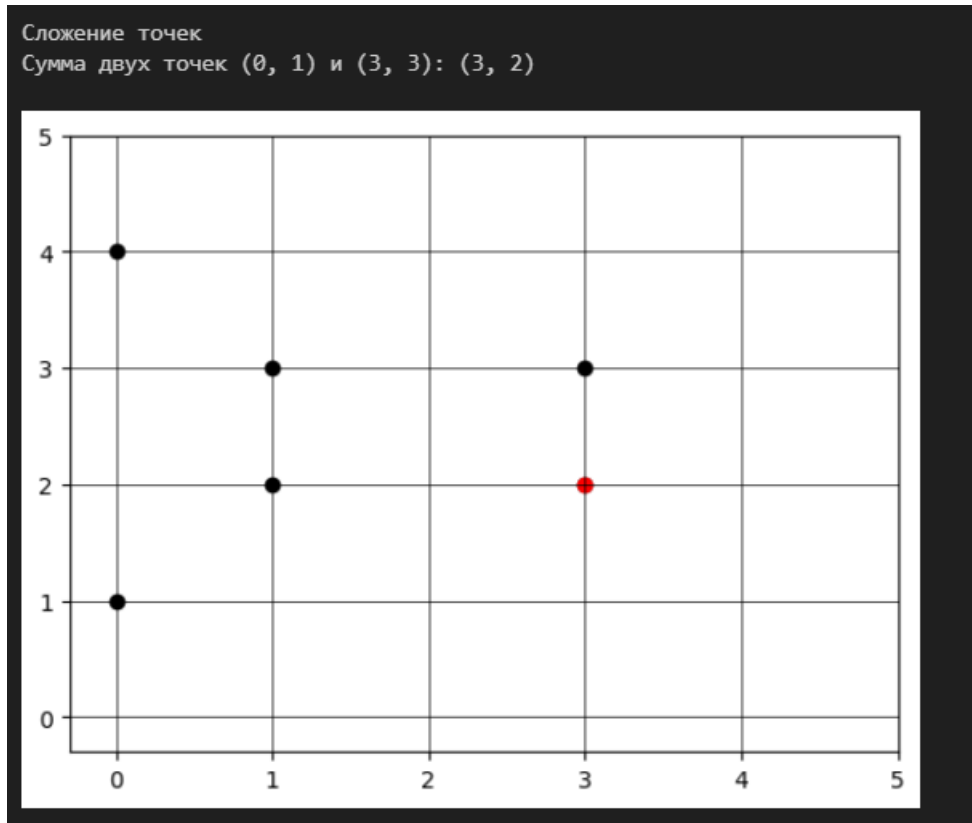 Сложение точек
Сумма двух точек (0, 1) и (3, 3): (3, 2)
5
4
3
2
1
0
0 1 2 3 4 5